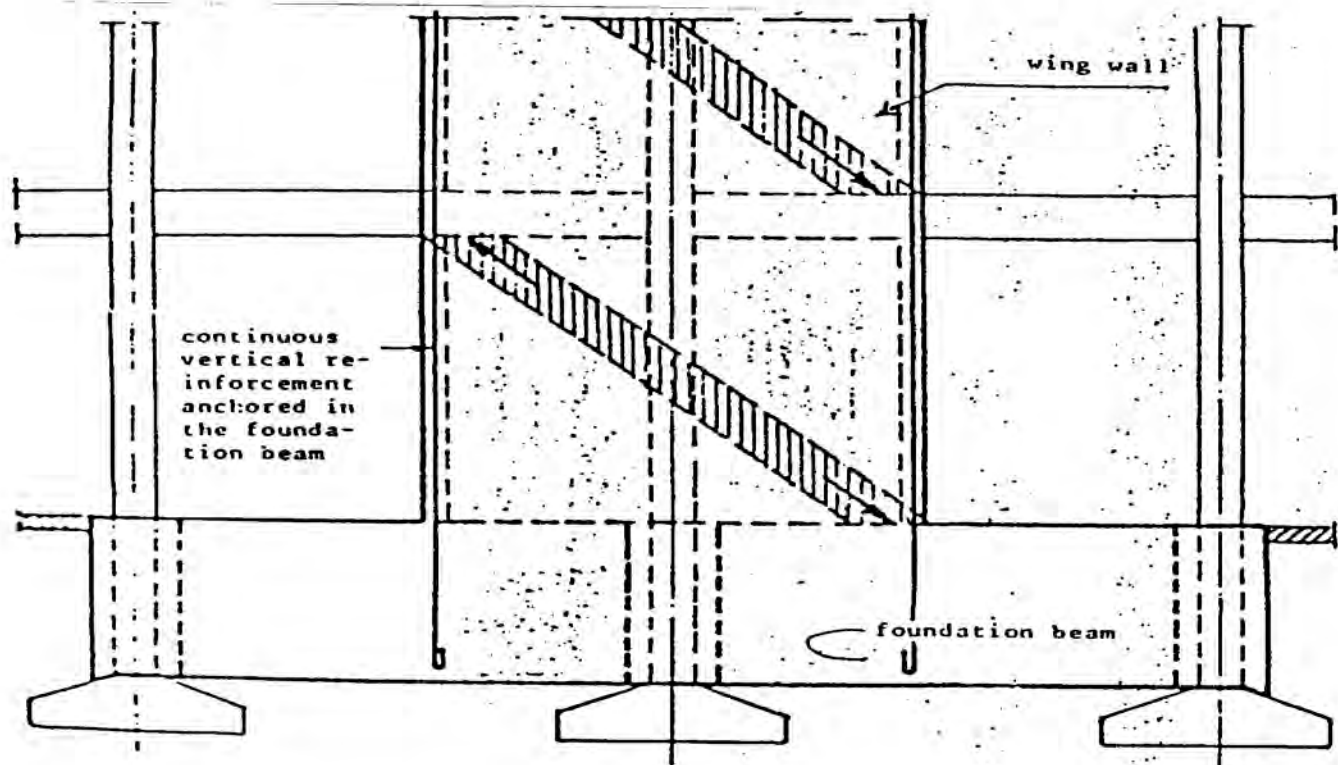 wing wall
continuous
vertical re-
inforcement
anchored in
the founda-
tion beam
foundation beam